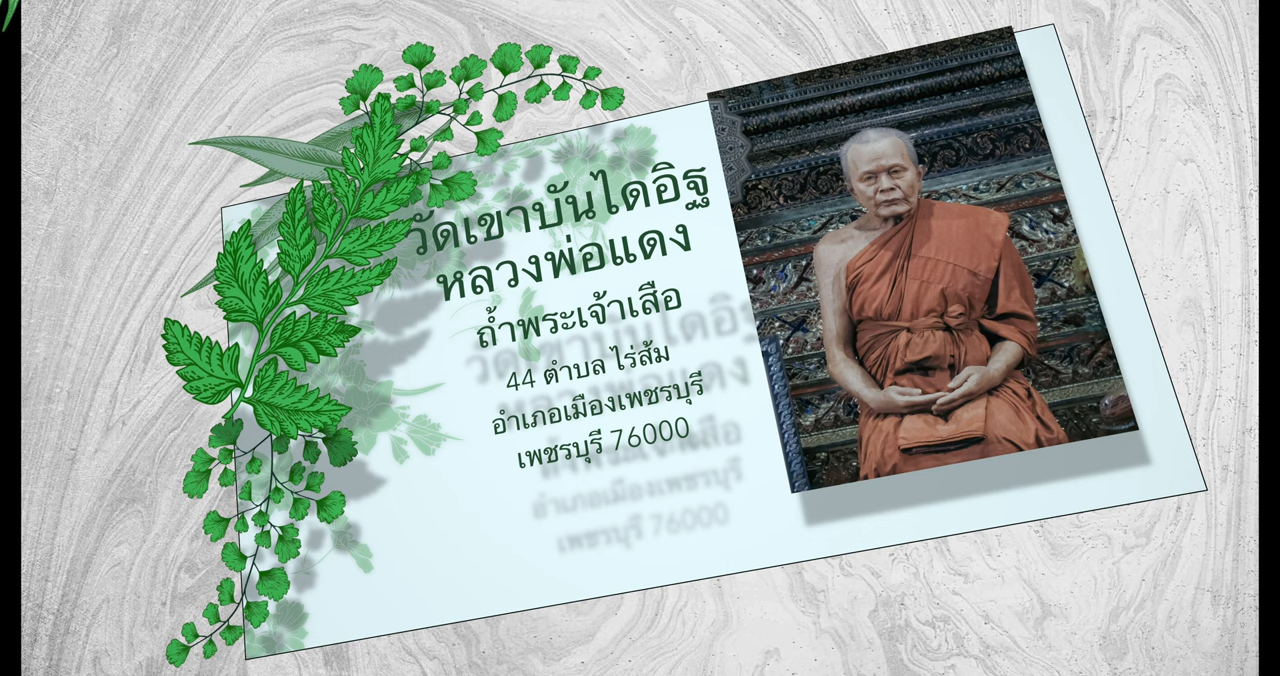 วัดเขาบันไดอิฐ
หลวงพ่อแดง
ถ้ำพระเจ้าเสือ
44 ตำบล ไร่ส้ม
อำเภอเมืองเพชรบุรี
เพชรบุรี 76000